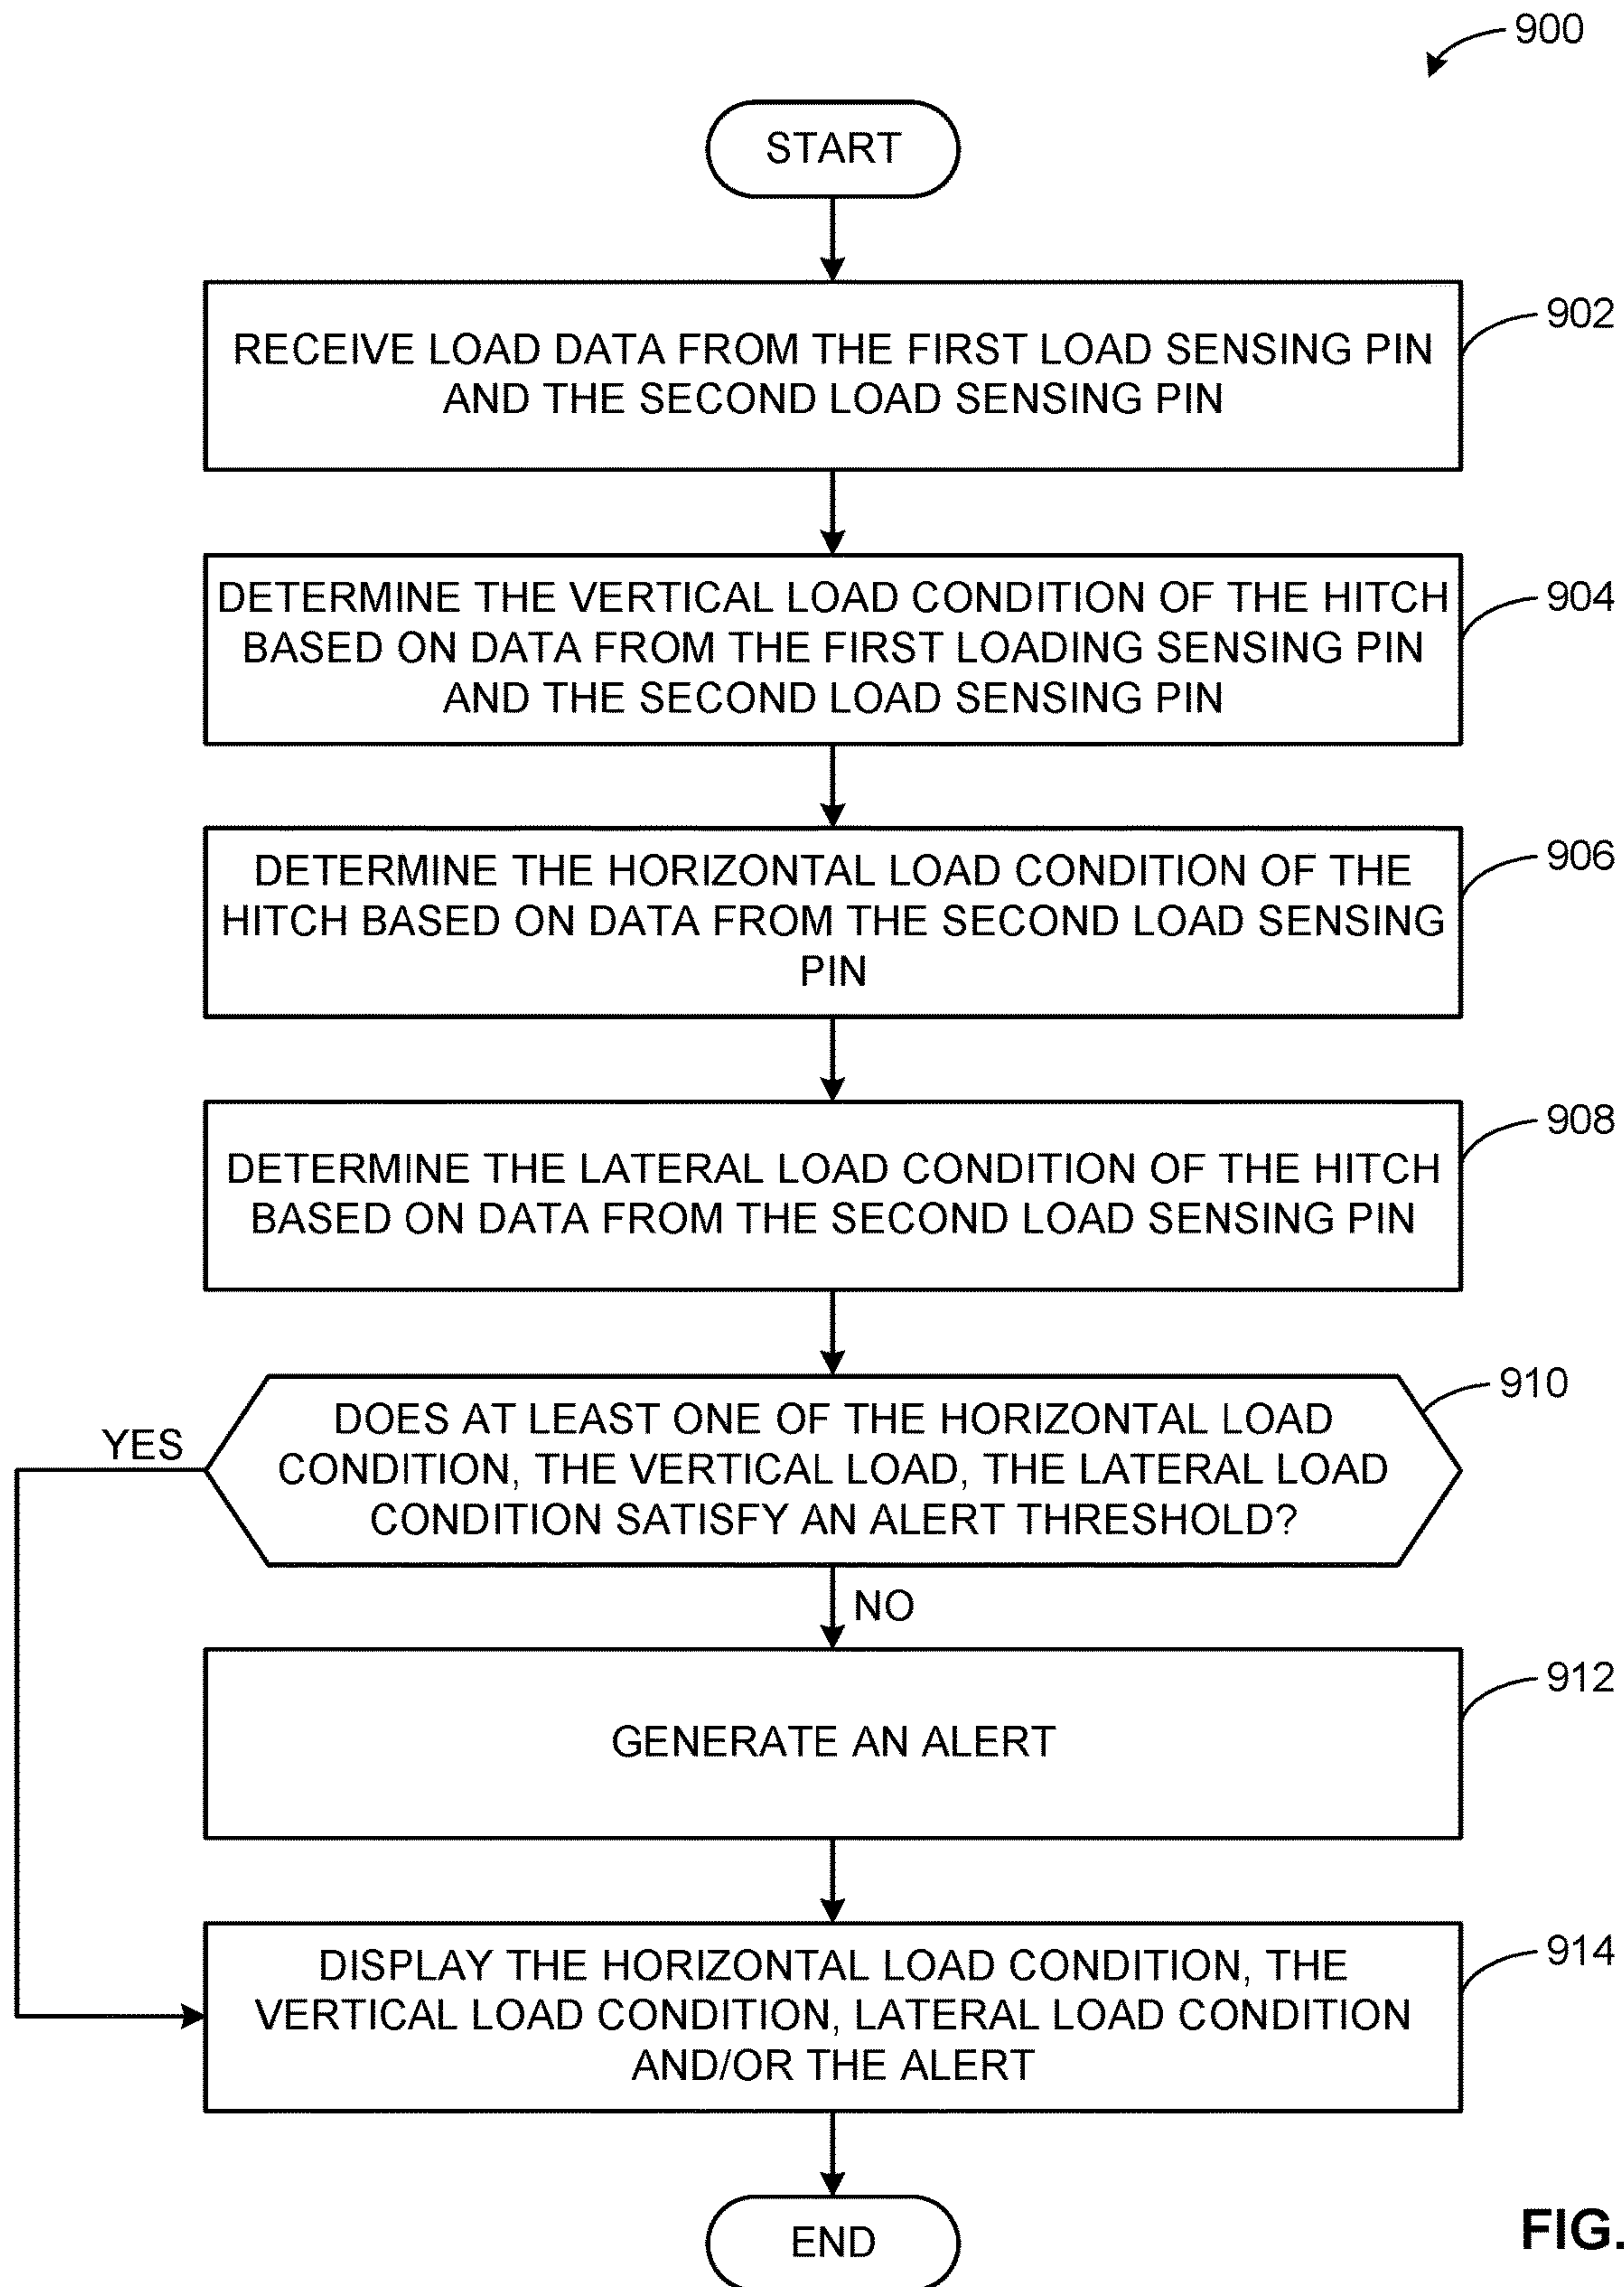 900
START
RECEIVE LOAD DATA FROM THE FIRST LOAD SENSING PIN
AND THE SECOND LOAD SENSING PIN
902
DETERMINE THE VERTICAL LOAD CONDITION OF THE HITCH
BASED ON DATA FROM THE FIRST LOADING SENSING PIN
AND THE SECOND LOAD SENSING PIN
904
DETERMINE THE HORIZONTAL LOAD CONDITION OF THE
HITCH BASED ON DATA FROM THE SECOND LOAD SENSING
PIN
906
DETERMINE THE LATERAL LOAD CONDITION OF THE HITCH
BASED ON DATA FROM THE SECOND LOAD SENSING PIN
908
DOES AT LEAST ONE OF THE HORIZONTAL LOAD
CONDITION, THE VERTICAL LOAD, THE LATERAL LOAD
CONDITION SATISFY AN ALERT THRESHOLD?
910
YES
NO
GENERATE AN ALERT
912
DISPLAY THE HORIZONTAL LOAD CONDITION, THE
VERTICAL LOAD CONDITION, LATERAL LOAD CONDITION
AND/OR THE ALERT
914
END
FIG.